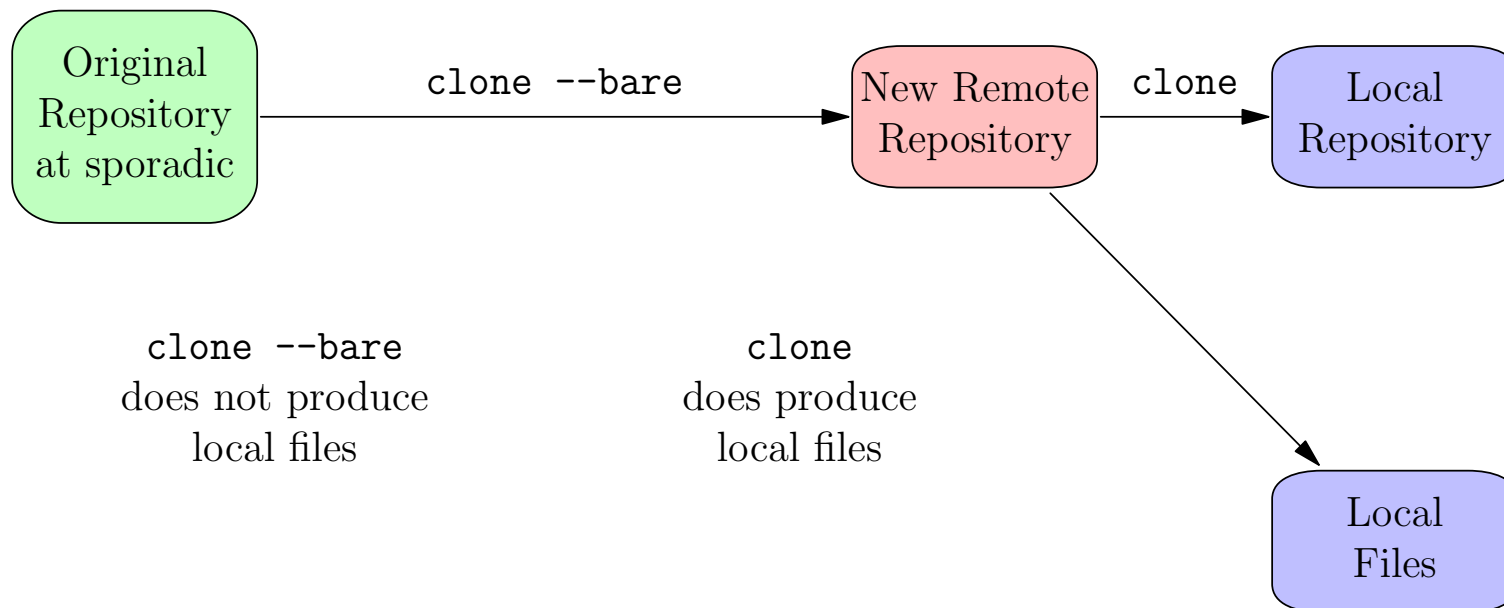 Original
Repository
at sporadic
clone --bare
New Remote
Repository
clone
Local
Repository
clone --bare
does not produce
local files
clone
does produce
local files
Local
Files